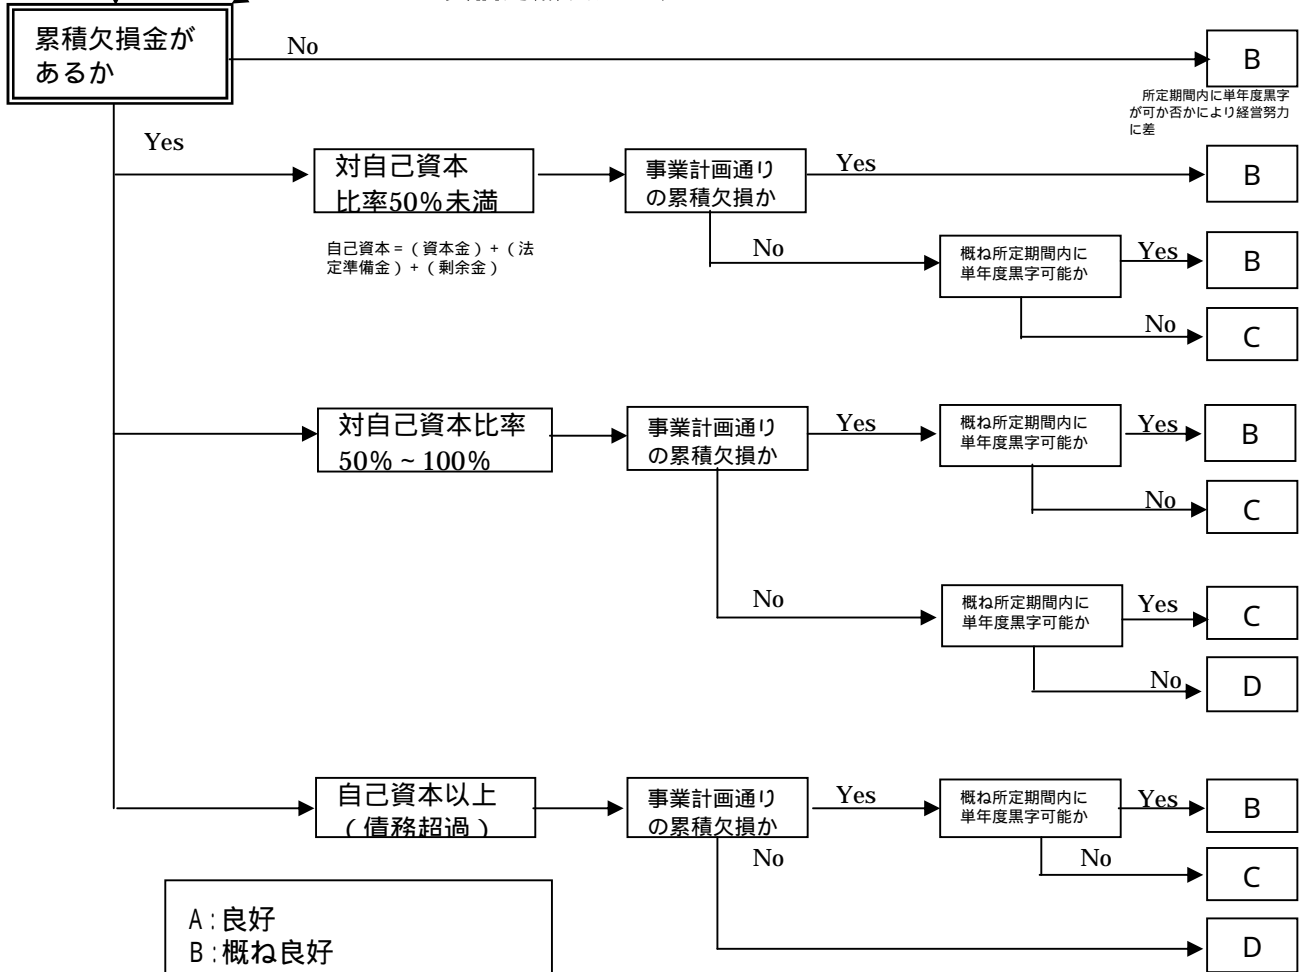 累積欠損金が
あるか
No
B
所定期間内に単年度黒字
が可か否かにより経営努力
に差
Yes
対自己資本
比率50%未満
事業計画通り
の累積欠損か
Yes
B
自己資本=(資本金)+(法
定準備金)+(剰余金)
No
概ね所定期間内に
単年度黒字可能か
Yes
B
No
C
対自己資本比率
50%~100%
事業計画通り
の累積欠損か
Yes
概ね所定期間内に
単年度黒字可能か
Yes
B
No
C
No
概ね所定期間内に
単年度黒字可能か
Yes
C
No
D
自己資本以上
(債務超過)
事業計画通り
の累積欠損か
Yes
概ね所定期間内に
単年度黒字可能か
Yes
B
No
No
C
D
A:良好
B:概ね良好